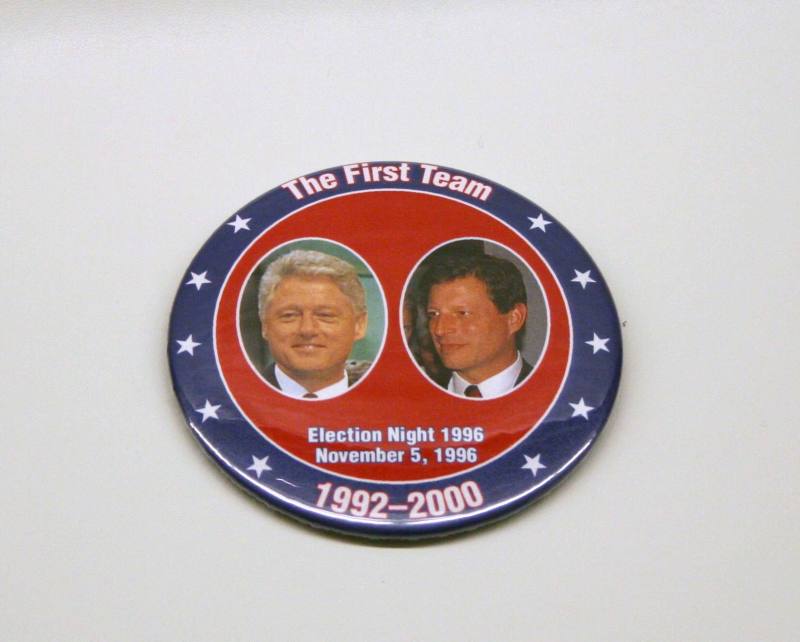 The First Team
Election Night 1996
November 5, 1996
1992–2000